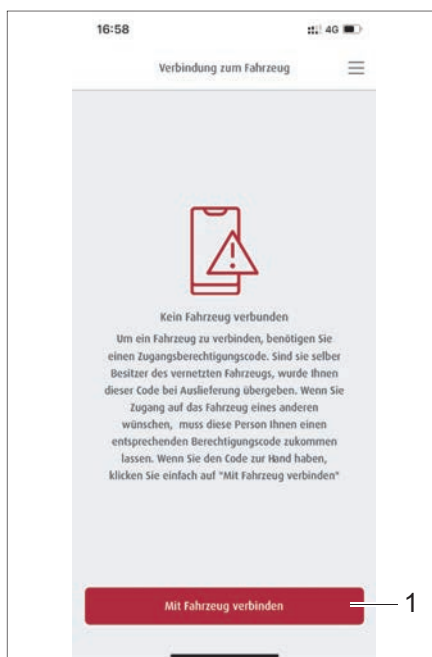 16:58 4G
Verbindung zum Fahrzeug
Kein Fahrzeug verbunden
Um ein Fahrzeug zu verbinden, benötigen Sie
einen Zugangsberechtigungscode. Sind sie selber
Besitzer des vernetzten Fahrzeugs, wurde Ihnen
dieser Code bei Auslieferung übergeben. Wenn Sie
Zugang auf das Fahrzeug eines anderen
wünschen, muss diese Person Ihnen einen
entsprechenden Berechtigungscode zukommen
lassen. Wenn Sie den Code zur Hand haben,
klicken Sie einfach auf "Mit Fahrzeug verbinden"
Mit Fahrzeug verbinden 1